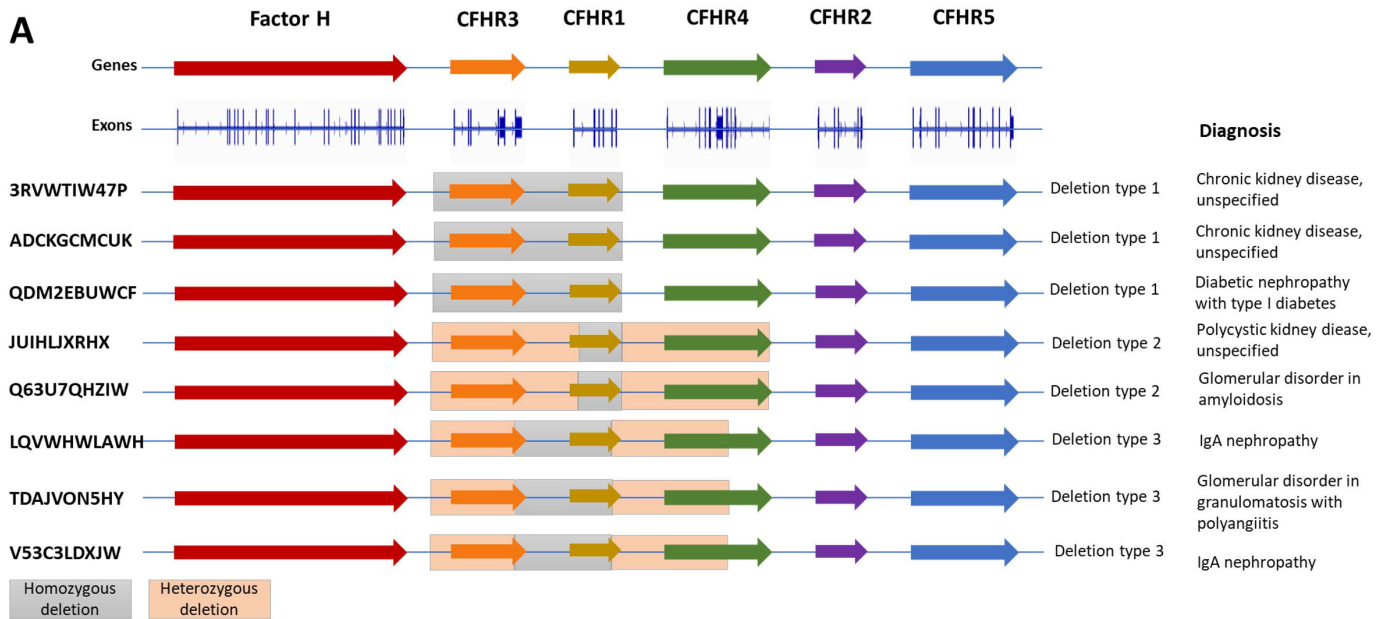 A
Factor H CFHR3 CFHR1 CFHR4 CFHR2 CFHR5
Genes
Exons
Diagnosis
3RVWTIW47P Deletion type 1 Chronic kidney disease,
unspecified
ADCKGCMCUK Deletion type 1 Chronic kidney disease,
unspecified
QDM2EBUWCF Deletion type 1 Diabetic nephropathy
with type I diabetes
JUIHLJXRHX Deletion type 2 Polycystic kidney diease,
unspecified
Q63U7QHZIW Deletion type 2 Glomerular disorder in
amyloidosis
LQVWHWLAWH Deletion type 3 IgA nephropathy
TDAJVON5HY Deletion type 3 Glomerular disorder in
granulomatosis with
polyangiitis
V53C3LDXJW Deletion type 3 IgA nephropathy
Homozygous
deletion
Heterozygous
deletion